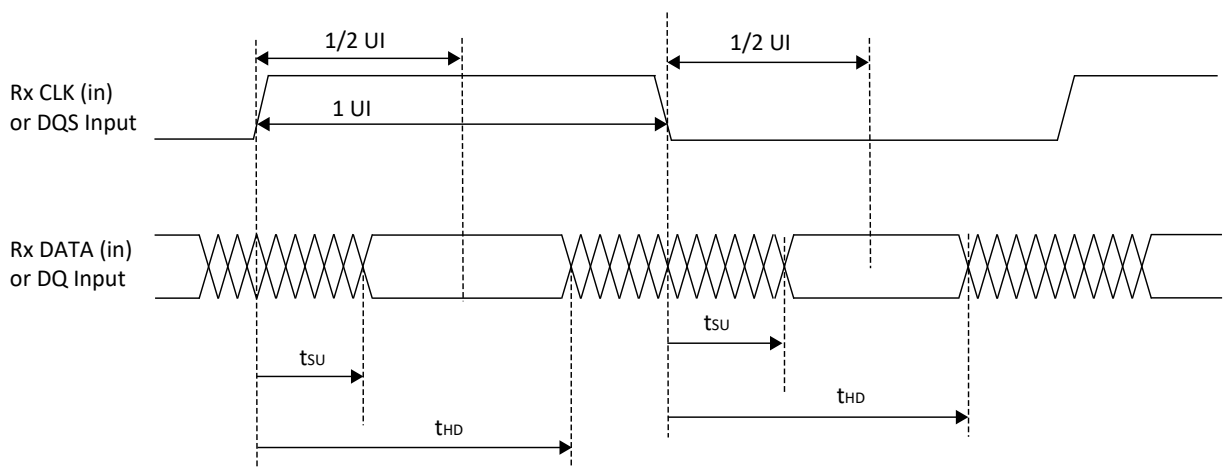 1/2 UI
1/2 UI
Rx CLK (in)
or DQS Input
1 UI
Rx DATA (in)
or DQ Input
tSU
tSU
tHD
tHD